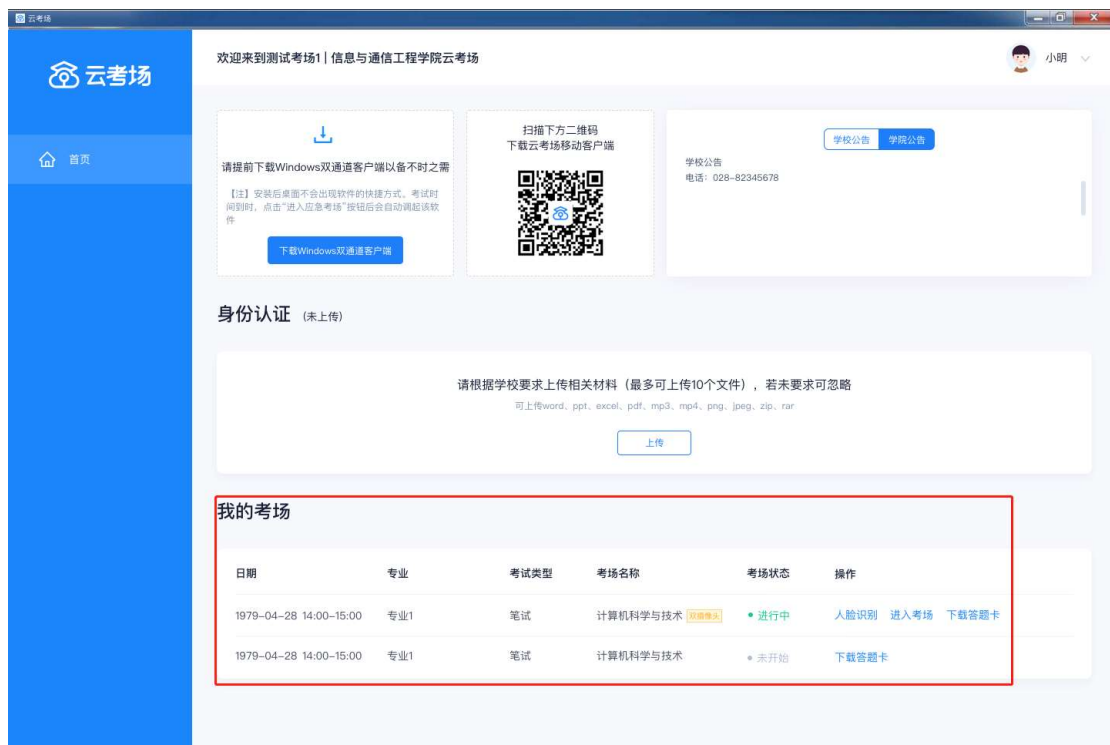 云考场
云考场
欢迎来到测试考场1 | 信息与通信工程学院云考场
小明
首页
请提前下载Windows双通道客户端以备不时之需
【注】安装后桌面不会出现软件的快捷方式，考试时
间到时，点击“进入应急考场”按钮后会自动调起该软
件
下载Windows双通道客户端
扫描下方二维码
下载云考场移动客户端
学校公告 学院公告
学校公告
电话：028-82345678
身份认证 (未上传)
请根据学校要求上传相关材料（最多可上传10个文件），若未要求可忽略
可上传word、ppt、excel、pdf、mp3、mp4、png、jpeg、zip、rar
上传
我的考场
日期 专业 考试类型 考场名称 考场状态 操作
1979-04-28 14:00-15:00 专业1 笔试 计算机科学与技术 双摄像头 进行中 人脸识别 进入考场 下载答题卡
1979-04-28 14:00-15:00 专业1 笔试 计算机科学与技术 未开始 下载答题卡